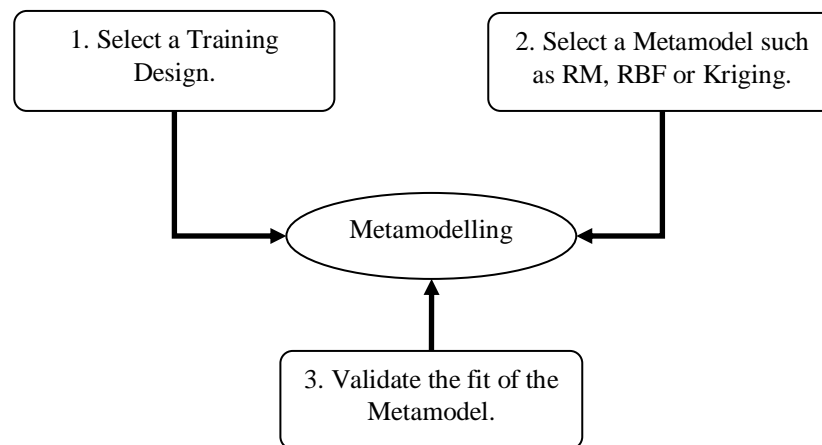 1. Select a Training
Design.
2. Select a Metamodel such
as RM, RBF or Kriging.
Metamodelling
3. Validate the fit of the
Metamodel.